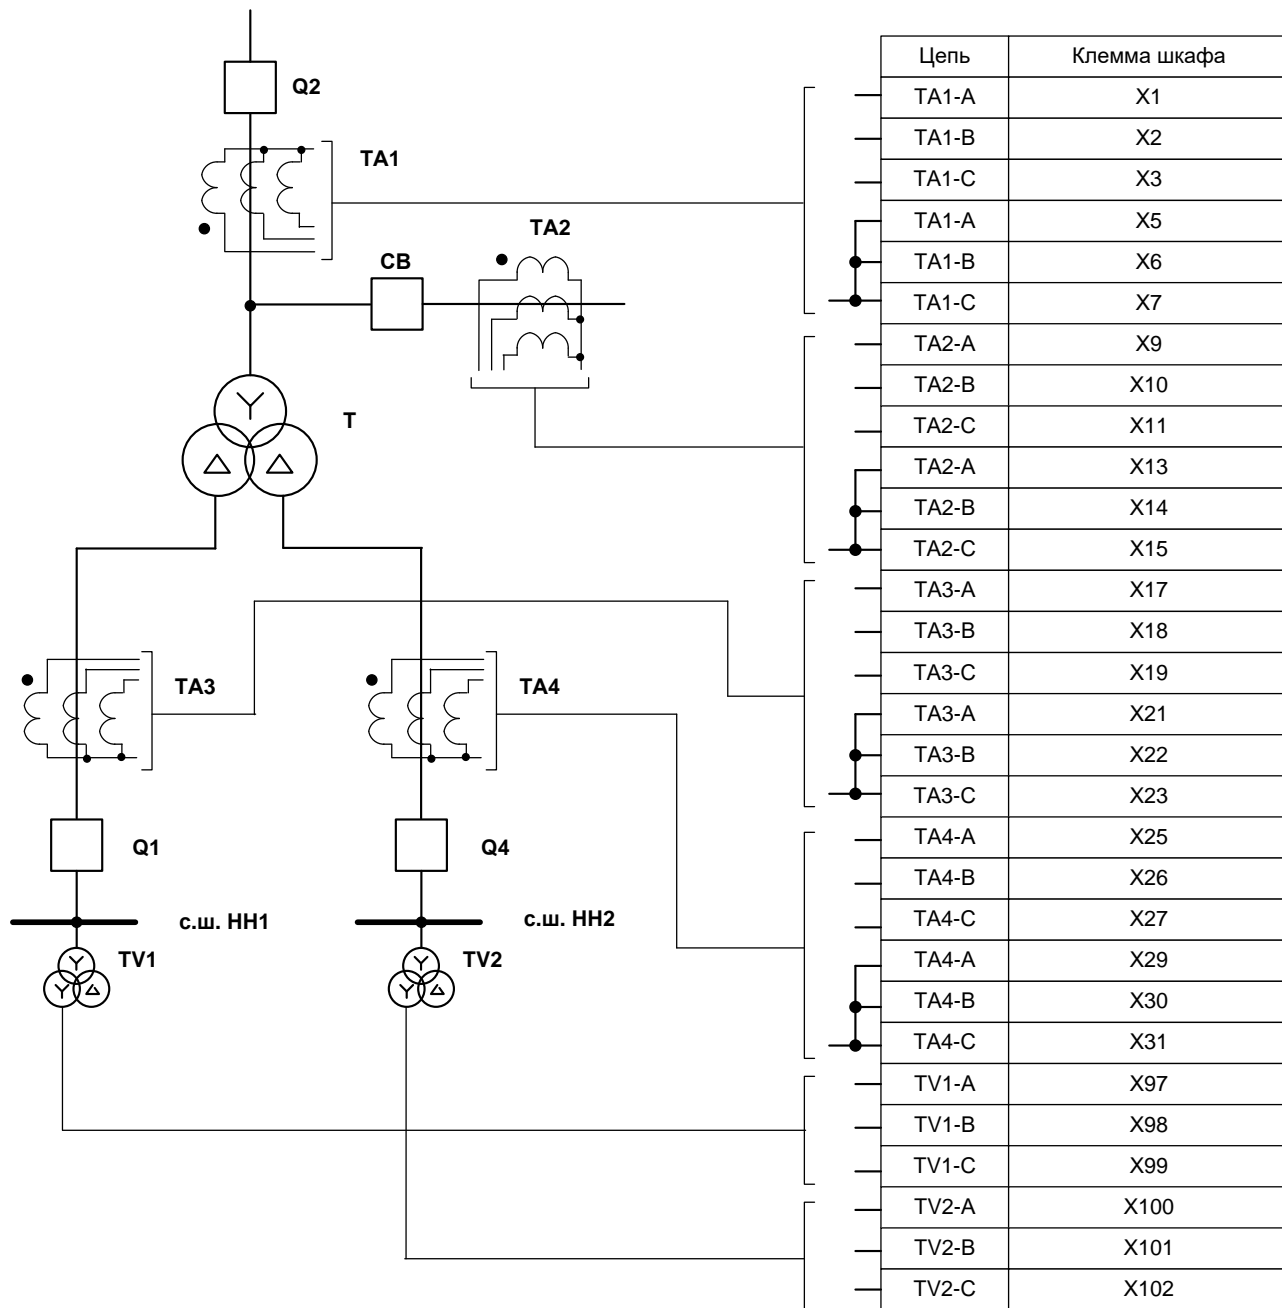 Q2
TA1
TA2
СВ
T
TA3
TA4
Q1
Q4
с.ш. НН1
с.ш. НН2
TV1
TV2
Цепь Клемма шкафа
TA1-A X1
TA1-B X2
TA1-C X3
TA1-A X5
TA1-B X6
TA1-C X7
TA2-A X9
TA2-B X10
TA2-C X11
TA2-A X13
TA2-B X14
TA2-C X15
TA3-A X17
TA3-B X18
TA3-C X19
TA3-A X21
TA3-B X22
TA3-C X23
TA4-A X25
TA4-B X26
TA4-C X27
TA4-A X29
TA4-B X30
TA4-C X31
TV1-A X97
TV1-B X98
TV1-C X99
TV2-A X100
TV2-B X101
TV2-C X102